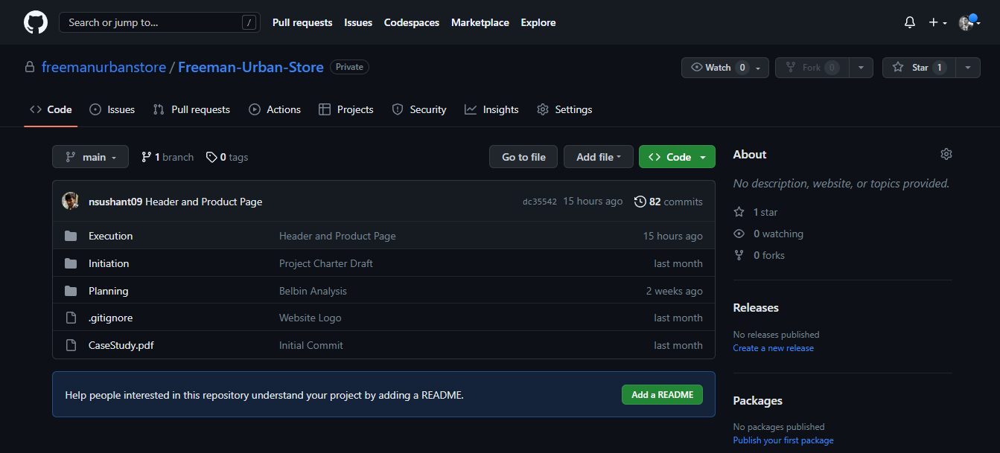 Search or jump to... /
Pull requests Issues Codespaces Marketplace Explore
freemanurbanstore / Freeman-Urban-Store Private
Watch 0 Fork 0 Star 1
Code Issues Pull requests Actions Projects Security Insights Settings
main 1 branch 0 tags Go to file Add file Code
nsushant09 Header and Product Page dc35542 15 hours ago 82 commits
Execution Header and Product Page 15 hours ago
Initiation Project Charter Draft last month
Planning Belbin Analysis 2 weeks ago
.gitignore Website Logo last month
CaseStudy.pdf Initial Commit last month
Help people interested in this repository understand your project by adding a README. Add a README
About
No description, website, or topics provided.
1 star
0 watching
0 forks
Releases
No releases published
Create a new release
Packages
No packages published
Publish your first package